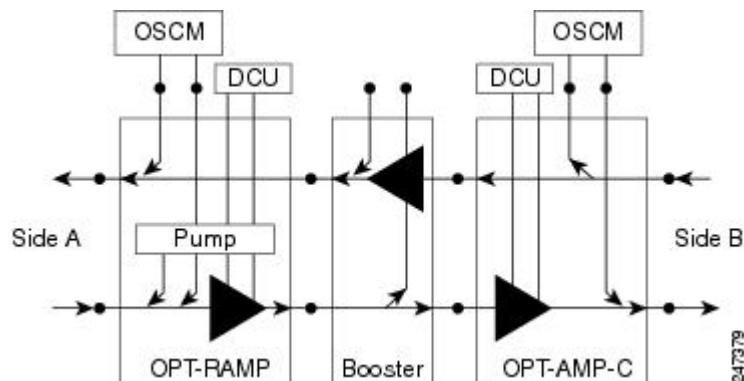 OSCM
OSCM
DCU
DCU
Side A
Pump
Side B
OPT-RAMP
Booster
OPT-AMP-C
247379